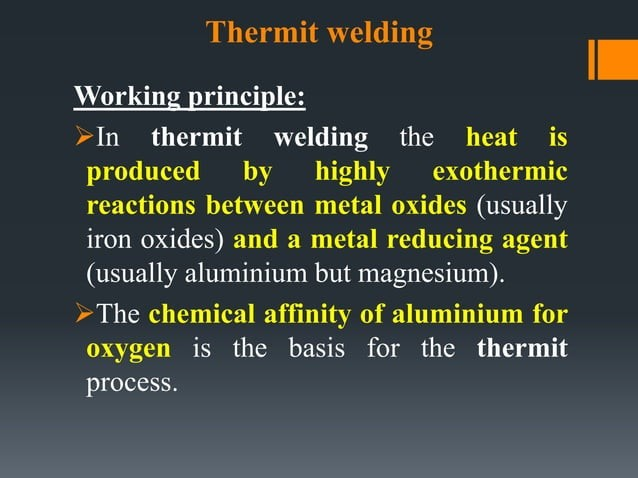 Thermit welding
Working principle:
➢In thermit welding the heat is
produced by highly exothermic
reactions between metal oxides (usually
iron oxides) and a metal reducing agent
(usually aluminium but magnesium).
➢The chemical affinity of aluminium for
oxygen is the basis for the thermit
process.